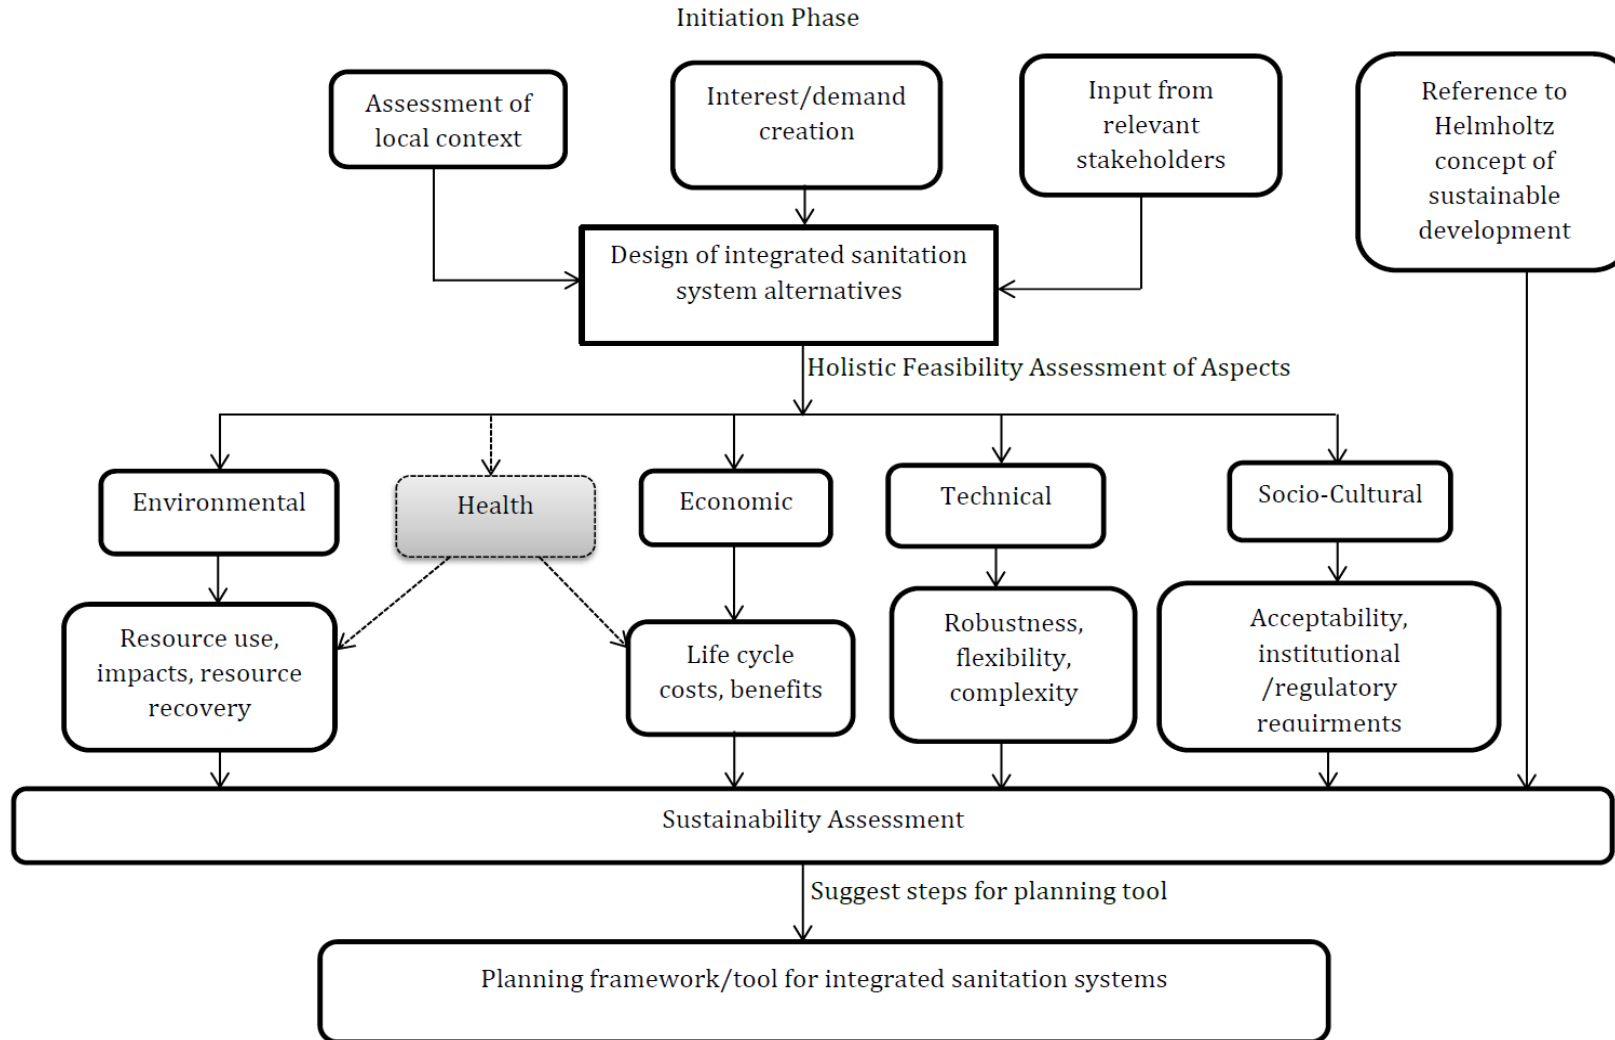 Initiation Phase
Assessment of
local context
Interest/demand
creation
Input from
relevant
stakeholders
Reference to
Helmholtz
concept of
sustainable
development
Design of integrated sanitation
system alternatives
Holistic Feasibility Assessment of Aspects
Environmental
Health
Economic
Technical
Socio-Cultural
Resource use,
impacts, resource
recovery
Life cycle
costs, benefits
Robustness,
flexibility,
complexity
Acceptability,
institutional
/regulatory
requirments
Sustainability Assessment
Suggest steps for planning tool
Planning framework/tool for integrated sanitation systems